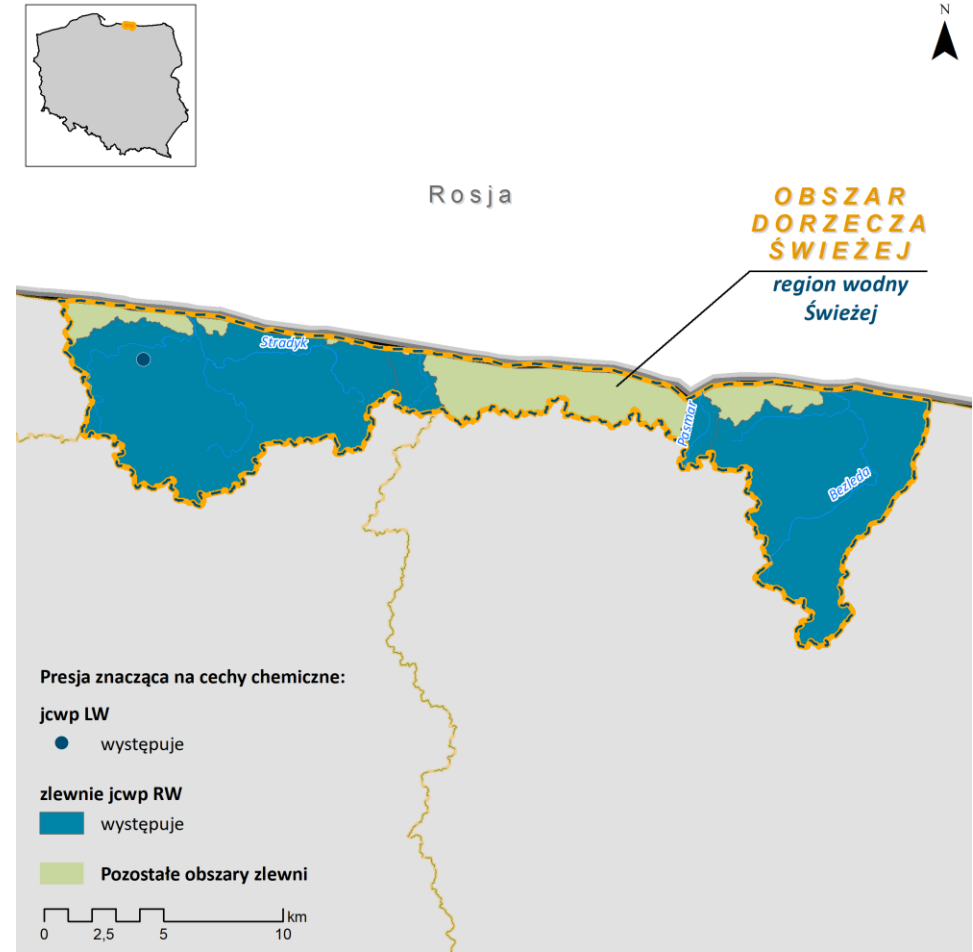 N
Rosja
OBSZAR
DORZECZA
ŚWIEŻEJ
region wodny
Świeżej
Stradyk
Pasmar
Bezleda
Presja znacząca na cechy chemiczne:
jcwp LW
występuje
zlewnie jcwp RW
występuje
Pozostałe obszary zlewni
km
0 2,5 5 10